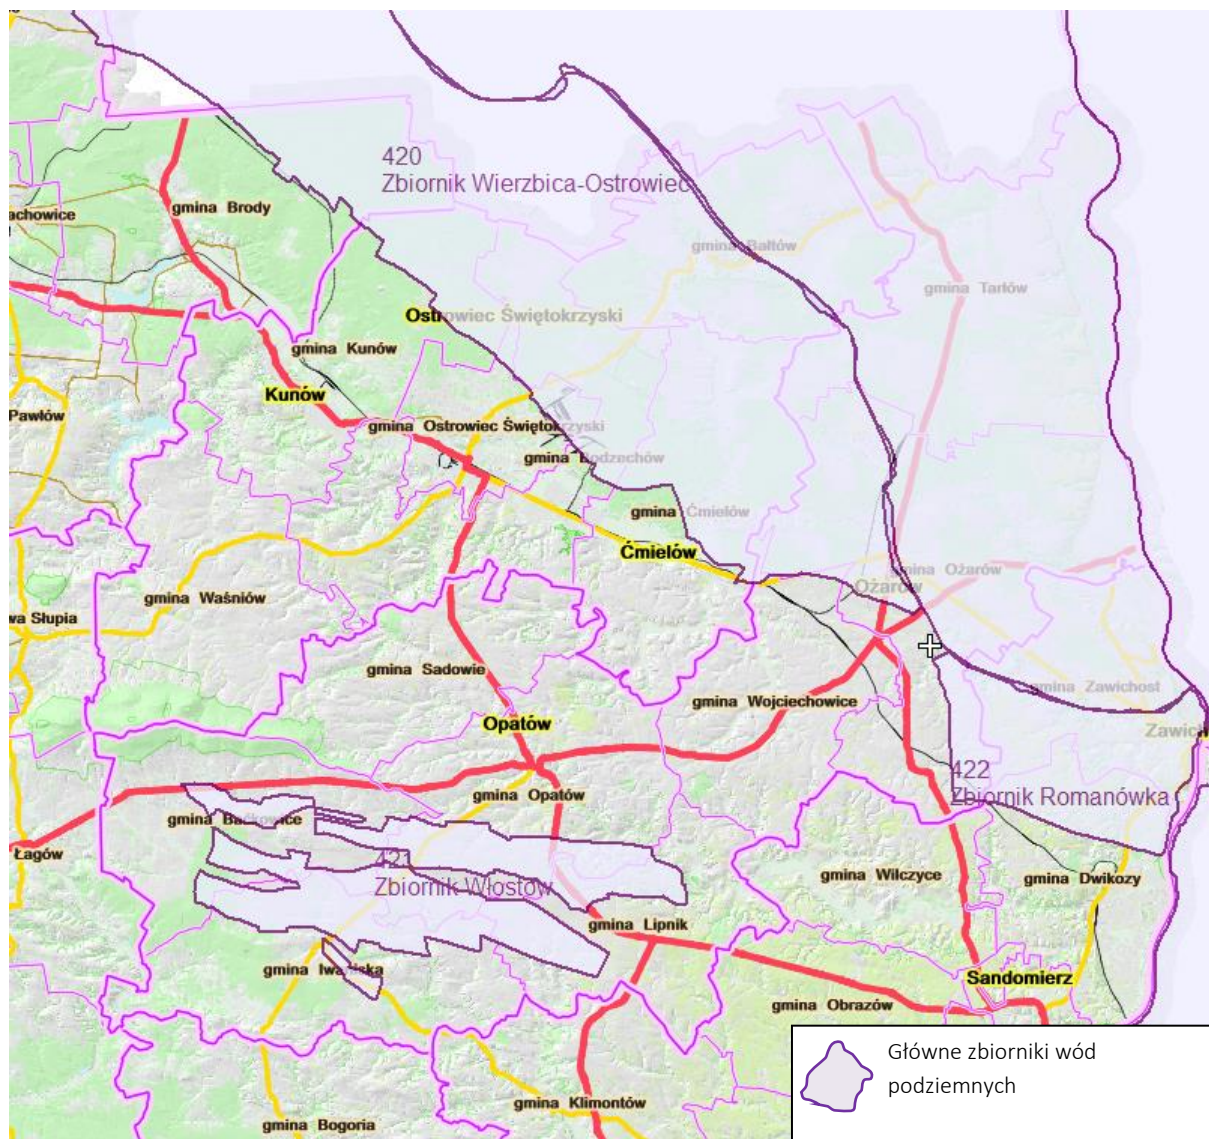 420
Zbiornik Wierzbica-Ostrowiec
achowice
gmina Brody
gmina Bałtów
gmina Tarłów
Ostrowiec Świętokrzyski
gmina Kunów
Kunów
Pawłów
gmina Ostrowiec Świętokrzyski
gmina Bodzechów
gmina Ćmielów
Ćmielów
gmina Ożarów
Ożarów
gmina Waśniów
wa Słupia
gmina Sadowie
gmina Wojciechowice
gmina Zawichost
Opatów
Zawich
422
Zbiornik Romanówka
gmina Opatów
gmina Baćkowice
Łagów
421
Zbiornik Włostów
gmina Wilczyce
gmina Dwikozy
gmina Lipnik
gmina Iwaniska
Sandomierz
gmina Obrazów
Główne zbiorniki wód
podziemnych
gmina Klimontów
gmina Bogoria